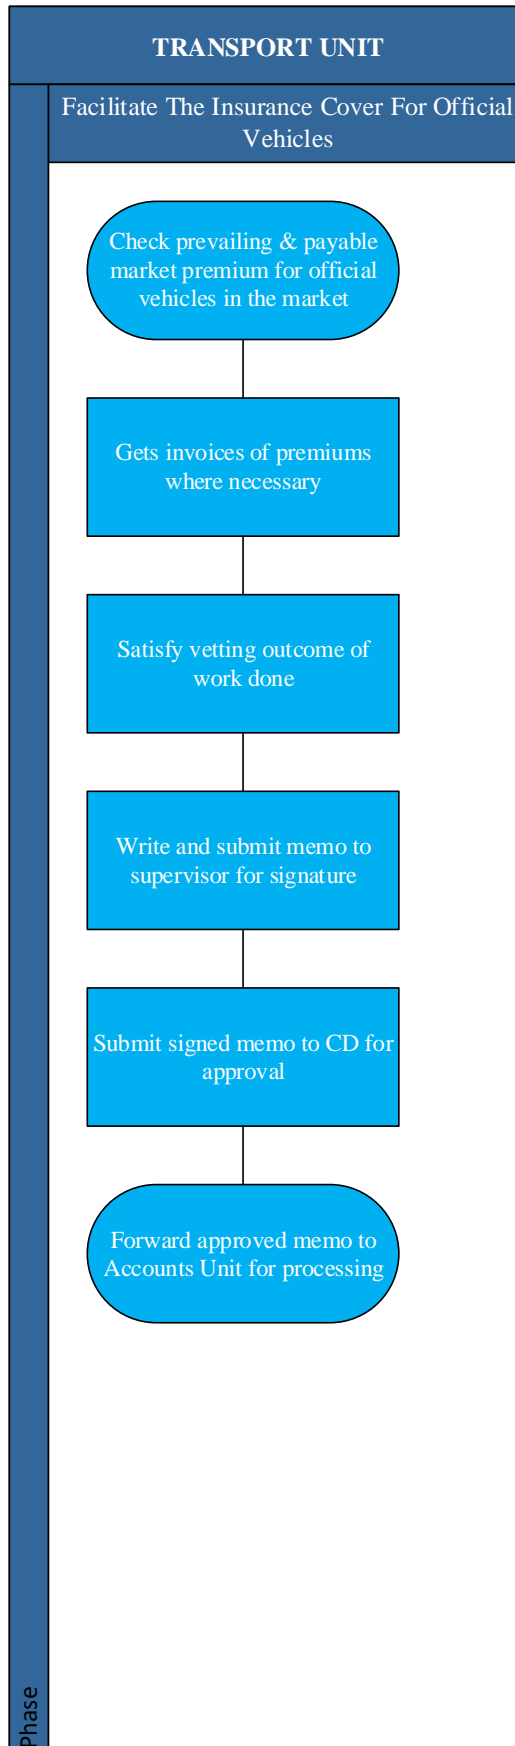 TRANSPORT UNIT
Facilitate The Insurance Cover For Official
Vehicles
Check prevailing & payable
market premium for official
vehicles in the market
Gets invoices of premiums
where necessary
Satisfy vetting outcome of
work done
Write and submit memo to
supervisor for signature
Submit signed memo to CD for
approval
Forward approved memo to
Accounts Unit for processing
Phase